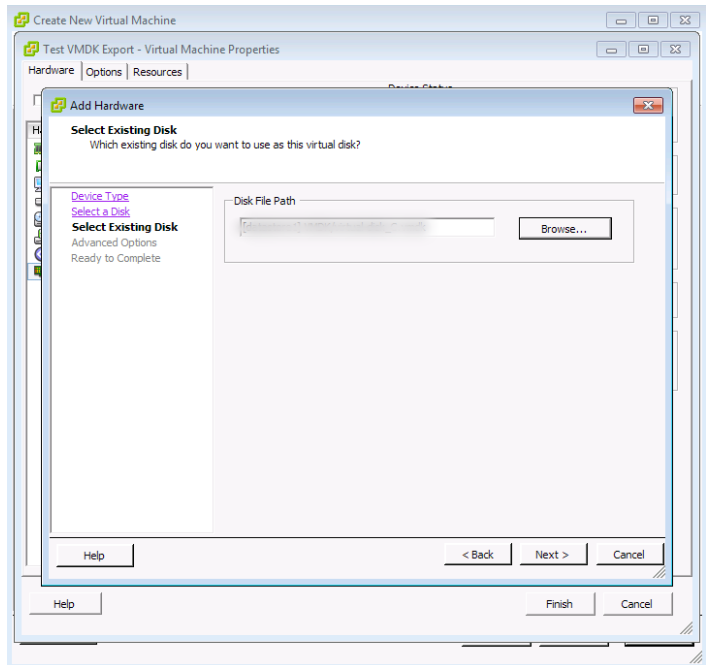 Create New Virtual Machine
Test VMDK Export - Virtual Machine Properties
Hardware Options Resources
Add Hardware
Select Existing Disk
Which existing disk do you want to use as this virtual disk?
Device Type
Select a Disk
Select Existing Disk
Advanced Options
Ready to Complete
Disk File Path
Browse...
Help
< Back
Next >
Cancel
Help
Finish
Cancel